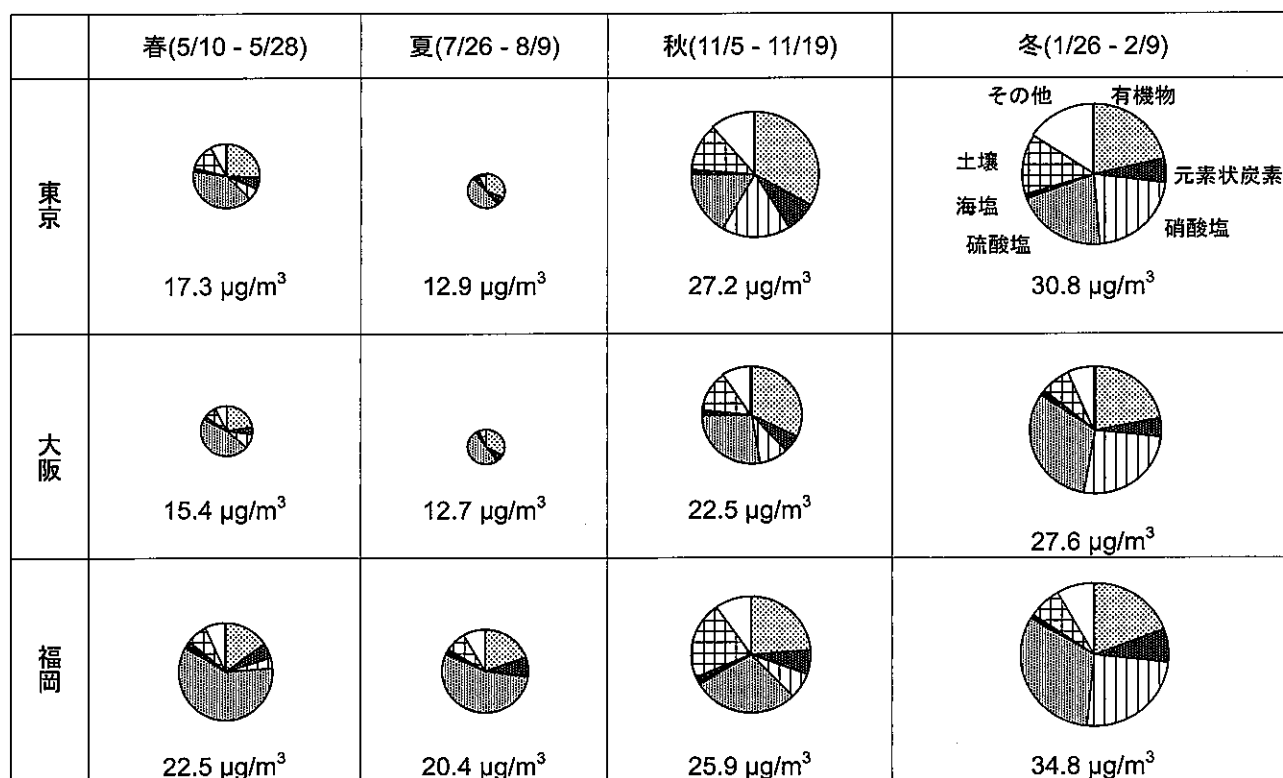 春(5/10 - 5/28)
夏(7/26 - 8/9)
秋(11/5 - 11/19)
冬(1/26 - 2/9)
東京
その他
有機物
土壌
元素状炭素
海塩
硝酸塩
硫酸塩
17.3 µg/m³
12.9 µg/m³
27.2 µg/m³
30.8 µg/m³
大阪
15.4 µg/m³
12.7 µg/m³
22.5 µg/m³
27.6 µg/m³
福岡
22.5 µg/m³
20.4 µg/m³
25.9 µg/m³
34.8 µg/m³